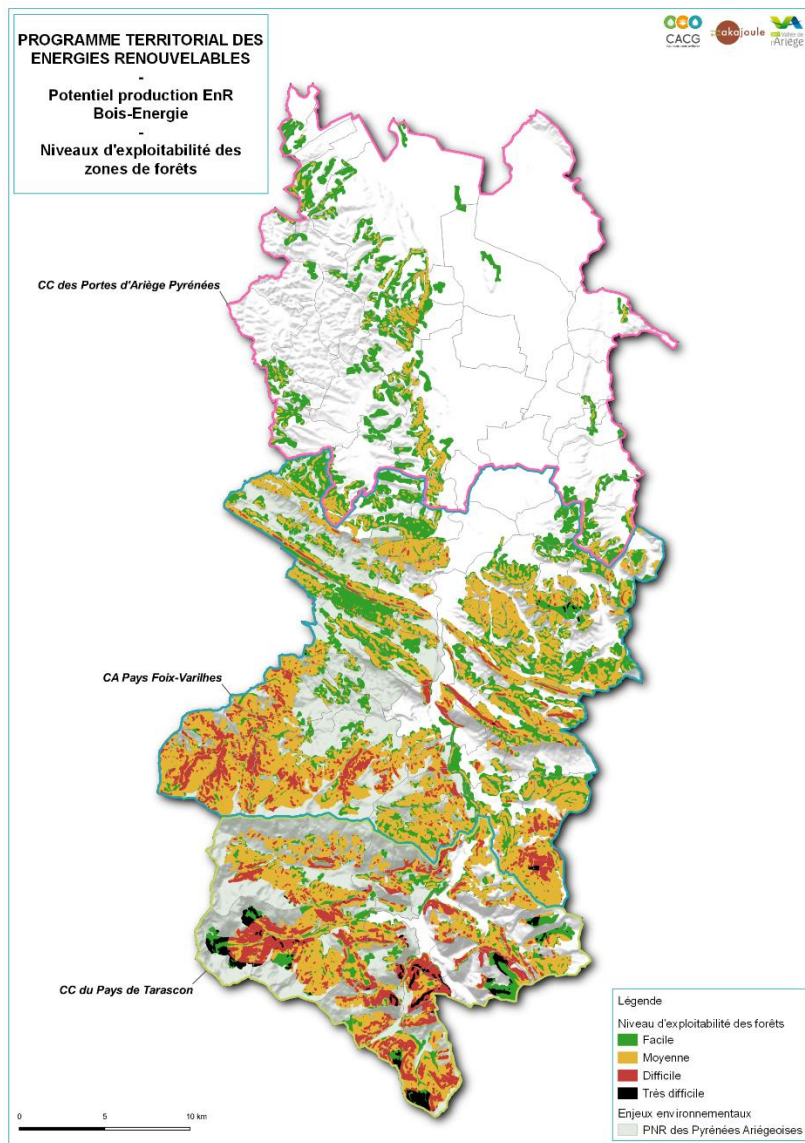 PROGRAMME TERRITORIAL DES
ENERGIES RENOUVELABLES
-
Potentiel production EnR
Bois-Energie
-
Niveaux d'exploitabilité des
zones de forêts
CACG
akajoule
Vallée de
l'Ariège
CC des Portes d'Ariège Pyrénées
CA Pays Foix-Varilhes
CC du Pays de Tarascon
Légende
Niveau d'exploitabilité des forêts
Facile
Moyenne
Difficile
Très difficile
Enjeux environnementaux
PNR des Pyrénées Ariégeoises
0 5 10 km